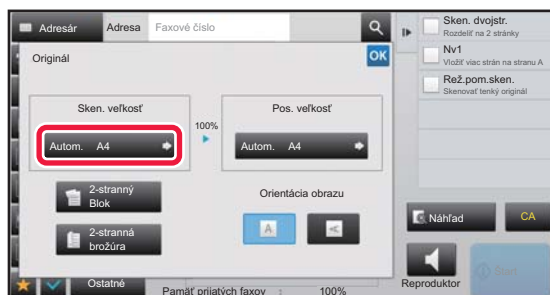 Adresár
Adresa
Faxové číslo
Sken. dvojstr.
Rozdeliť na 2 stránky
Nv1
Vložiť viac strán na stranu A
Rež.pom.sken.
Skenovať tenký originál
Originál
OK
Sken. veľkosť
100%
Pos. veľkosť
Autom. A4
Autom. A4
2-stranný
Blok
Orientácia obrazu
2-stranná
brožúra
A
A
Náhľad
CA
Ostatné
Pamäť prijatých faxov : 100%
Reproduktor
Štart